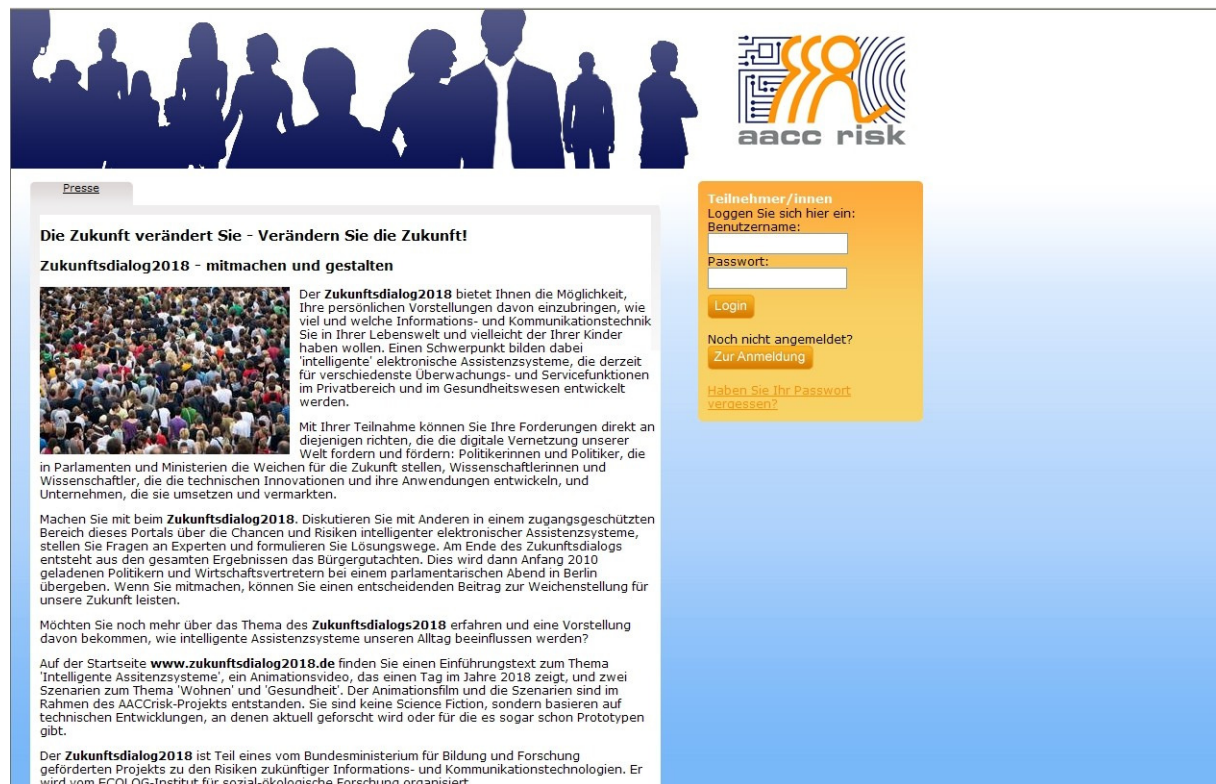 aacc risk
Presse
Die Zukunft verändert Sie - Verändern Sie die Zukunft!
Zukunftsdialog2018 - mitmachen und gestalten
Der Zukunftsdialog2018 bietet Ihnen die Möglichkeit,
Ihre persönlichen Vorstellungen davon einzubringen, wie
viel und welche Informations- und Kommunikationstechnik
Sie in Ihrer Lebenswelt und vielleicht der Ihrer Kinder
haben wollen. Einen Schwerpunkt bilden dabei
'intelligente' elektronische Assistenzsysteme, die derzeit
für verschiedenste Überwachungs- und Servicefunktionen
im Privatbereich und im Gesundheitswesen entwickelt
werden.
Mit Ihrer Teilnahme können Sie Ihre Forderungen direkt an
diejenigen richten, die die digitale Vernetzung unserer
Welt fordern und fördern: Politikerinnen und Politiker, die
in Parlamenten und Ministerien die Weichen für die Zukunft stellen, Wissenschaftlerinnen und
Wissenschaftler, die die technischen Innovationen und ihre Anwendungen entwickeln, und
Unternehmen, die sie umsetzen und vermarkten.
Machen Sie mit beim Zukunftsdialog2018. Diskutieren Sie mit Anderen in einem zugangsgeschützten
Bereich dieses Portals über die Chancen und Risiken intelligenter elektronischer Assistenzsysteme,
stellen Sie Fragen an Experten und formulieren Sie Lösungswege. Am Ende des Zukunftsdialogs
entsteht aus den gesamten Ergebnissen das Bürgergutachten. Dies wird dann Anfang 2010
geladenen Politikern und Wirtschaftsvertretern bei einem parlamentarischen Abend in Berlin
übergeben. Wenn Sie mitmachen, können Sie einen entscheidenden Beitrag zur Weichenstellung für
unsere Zukunft leisten.
Möchten Sie noch mehr über das Thema des Zukunftsdialogs2018 erfahren und eine Vorstellung
davon bekommen, wie intelligente Assistenzsysteme unseren Alltag beeinflussen werden?
Auf der Startseite www.zukunftsdialog2018.de finden Sie einen Einführungstext zum Thema
'Intelligente Assitenzsysteme', ein Animationsvideo, das einen Tag im Jahre 2018 zeigt, und zwei
Szenarien zum Thema 'Wohnen' und 'Gesundheit'. Der Animationsfilm und die Szenarien sind im
Rahmen des AACCrisk-Projekts entstanden. Sie sind keine Science Fiction, sondern basieren auf
technischen Entwicklungen, an denen aktuell geforscht wird oder für die es sogar schon Prototypen
gibt.
Der Zukunftsdialog2018 ist Teil eines vom Bundesministerium für Bildung und Forschung
geförderten Projekts zu den Risiken zukünftiger Informations- und Kommunikationstechnologien. Er
wird vom ECOLOG-Institut für sozial-ökologische Forschung organisiert
Teilnehmer/innen
Loggen Sie sich hier ein:
Benutzername:
Passwort:
Login
Noch nicht angemeldet?
Zur Anmeldung
Haben Sie Ihr Passwort
vergessen?